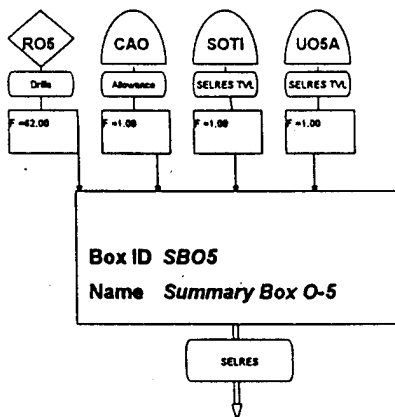 RO5 CAO SOTI UO5A
Drills Allowance SELRES TVL SELRES TVL
F =62.00 F =1.00 F =1.00 F =1.00
Box ID SBO5
Name Summary Box O-5
SELRES